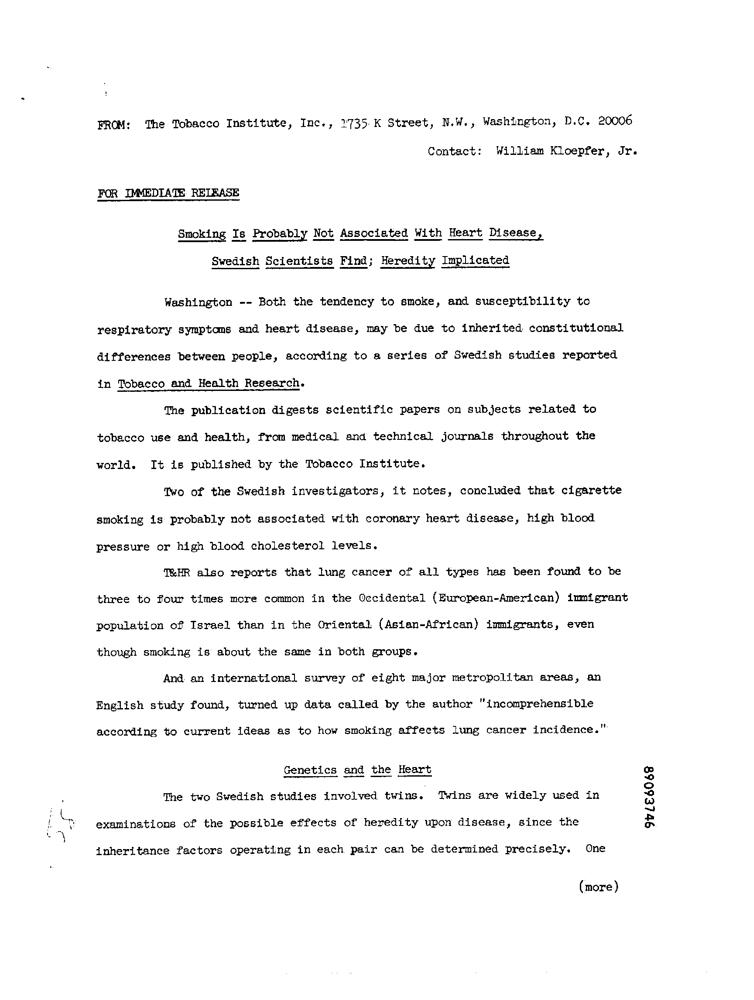 FROM: The Tobacco Institute, Inc., 1735 K Street, N.W., Washington, D.C. 20006
Contact: William Kloepfer, Jr.
FOR IMMEDIATE RELEASE
Smoking Is Probably Not Associated With Heart Disease,
Swedish Scientists Find; Heredity Implicated
Washington -- Both the tendency to smoke, and susceptibility to
respiratory symptoms and heart disease, may be due to inherited constitutional
differences between people, according to a series of Swedish studies reported
in Tobacco and Health Research.
The publication digests scientific papers on subjects related to
tobacco use and health, from medical and technical journals throughout the
world. It is published by the Tobacco Institute.
Two of the Swedish investigators, it notes, concluded that cigarette
smoking is probably not associated with coronary heart disease, high blood
pressure or high blood cholesterol levels.
T&HR also reports that lung cancer of all types has been found to be
three to four times more common in the Occidental (European-American) immigrant
population of Israel than in the Oriental (Asian-African) immigrants, even
though smoking is about the same in both groups.
And an international survey of eight major metropolitan areas, an
English study found, turned up data called by the author "incomprehensible
according to current ideas as to how smoking affects lung cancer incidence."
Genetics and the Heart
The two Swedish studies involved twins. Twins are widely used in
examinations of the possible effects of heredity upon disease, since the
inheritance factors operating in each pair can be determined precisely. One
(more)
89093746